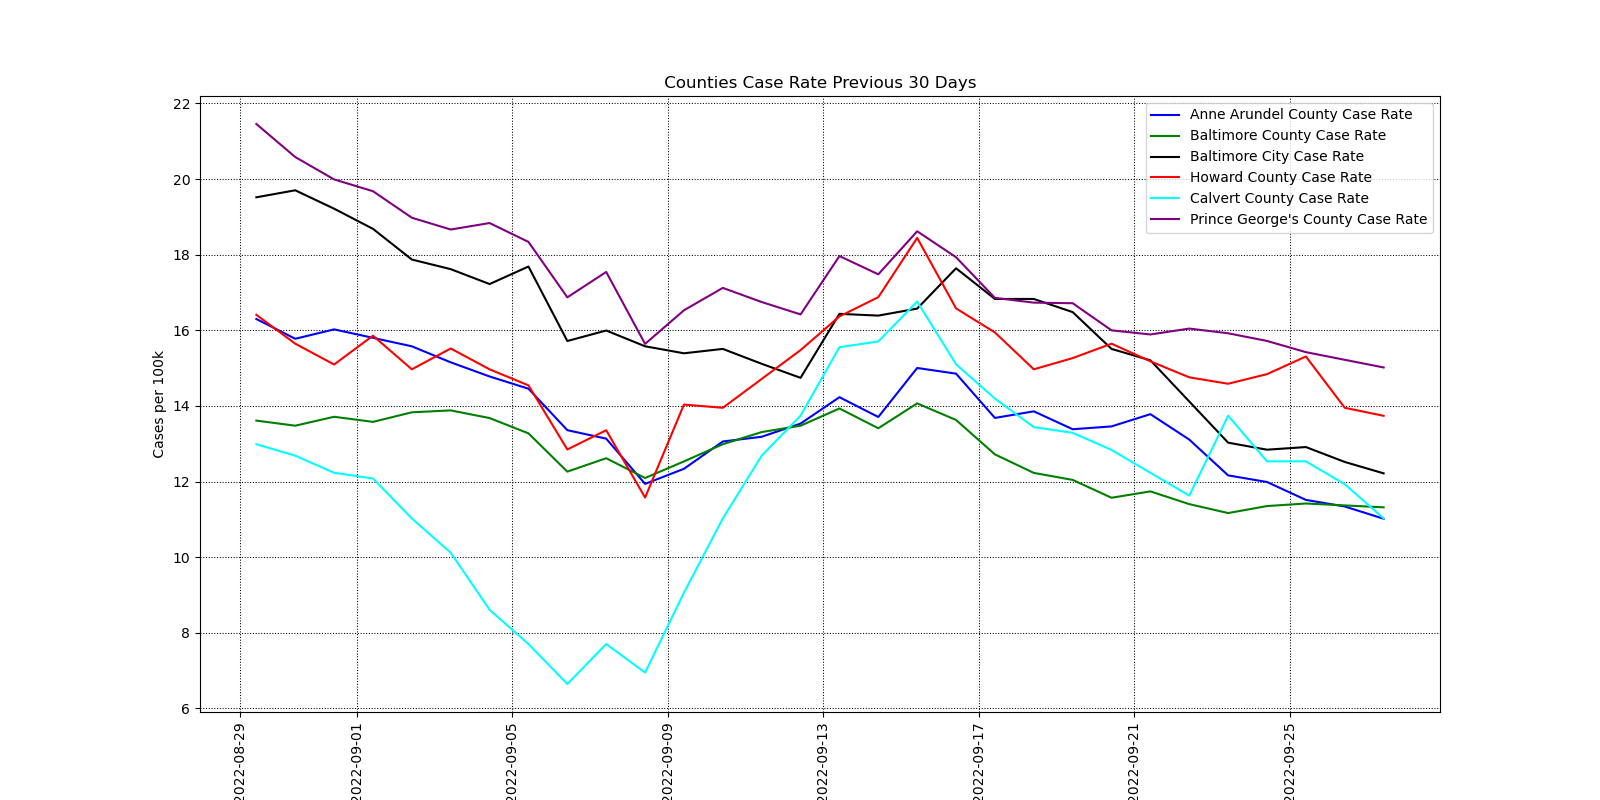 Counties Case Rate Previous 30 Days
Cases per 100k
22
20
18
16
14
12
10
8
6
Anne Arundel County Case Rate
Baltimore County Case Rate
Baltimore City Case Rate
Howard County Case Rate
Calvert County Case Rate
Prince George's County Case Rate
2022-08-29
2022-09-01
2022-09-05
2022-09-09
2022-09-13
2022-09-17
2022-09-21
2022-09-25